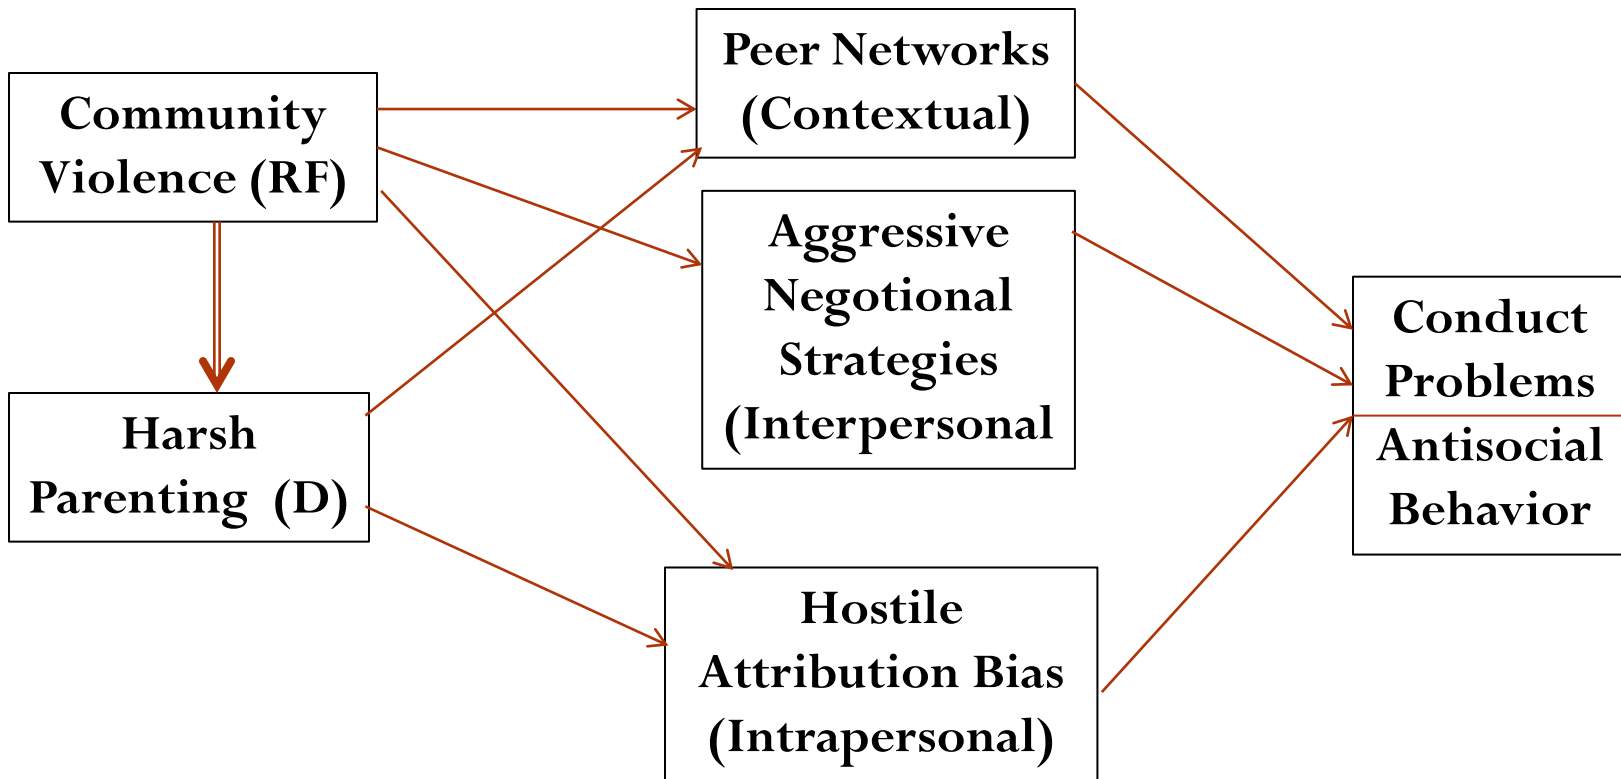 Community
Violence (RF)
Harsh
Parenting (D)
Peer Networks
(Contextual)
Aggressive
Negotional
Strategies
(Interpersonal
Hostile
Attribution Bias
(Intrapersonal)
Conduct
Problems
Antisocial
Behavior